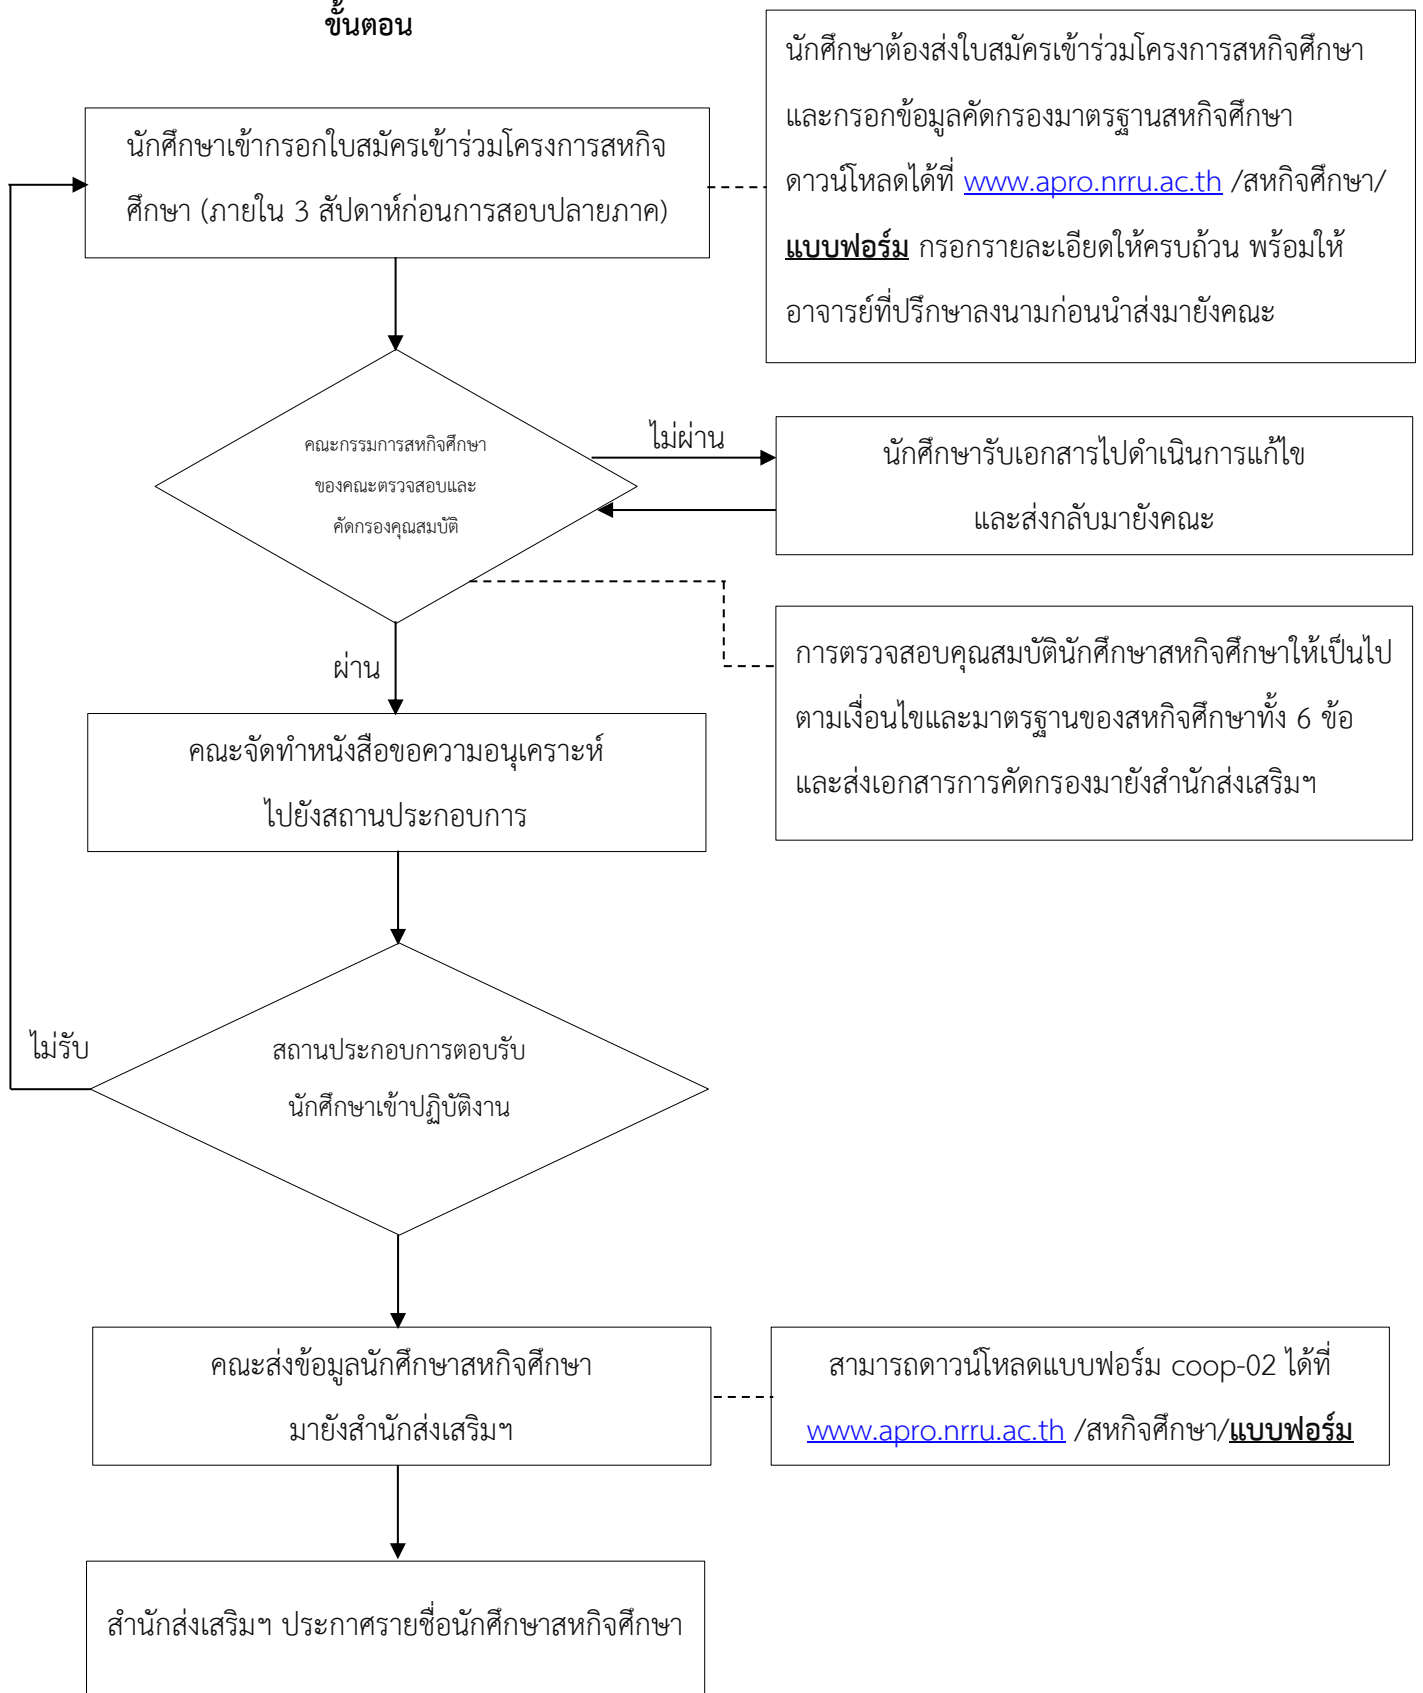 ขั้นตอน
นักศึกษาเข้ากรอกใบสมัครเข้าร่วมโครงการสหกิจ
ศึกษา (ภายใน 3 สัปดาห์ก่อนการสอบปลายภาค)
นักศึกษาต้องส่งใบสมัครเข้าร่วมโครงการสหกิจศึกษา
และกรอกข้อมูลคัดกรองมาตรฐานสหกิจศึกษา
ดาวน์โหลดได้ที่ www.apro.nrru.ac.th /สหกิจศึกษา/
แบบฟอร์ม กรอกรายละเอียดให้ครบถ้วน พร้อมให้
อาจารย์ที่ปรึกษาลงนามก่อนนำส่งมายังคณะ
คณะกรรมการสหกิจศึกษา
ของคณะตรวจสอบและ
คัดกรองคุณสมบัติ
ไม่ผ่าน
นักศึกษารับเอกสารไปดำเนินการแก้ไข
และส่งกลับมายังคณะ
ผ่าน
การตรวจสอบคุณสมบัตินักศึกษาสหกิจศึกษาให้เป็นไป
ตามเงื่อนไขและมาตรฐานของสหกิจศึกษาทั้ง 6 ข้อ
และส่งเอกสารการคัดกรองมายังสำนักส่งเสริมฯ
คณะจัดทำหนังสือขอความอนุเคราะห์
ไปยังสถานประกอบการ
ไม่รับ
สถานประกอบการตอบรับ
นักศึกษาเข้าปฏิบัติงาน
คณะส่งข้อมูลนักศึกษาสหกิจศึกษา
มายังสำนักส่งเสริมฯ
สามารถดาวน์โหลดแบบฟอร์ม coop-02 ได้ที่
www.apro.nrru.ac.th /สหกิจศึกษา/แบบฟอร์ม
สำนักส่งเสริมฯ ประกาศรายชื่อนักศึกษาสหกิจศึกษา